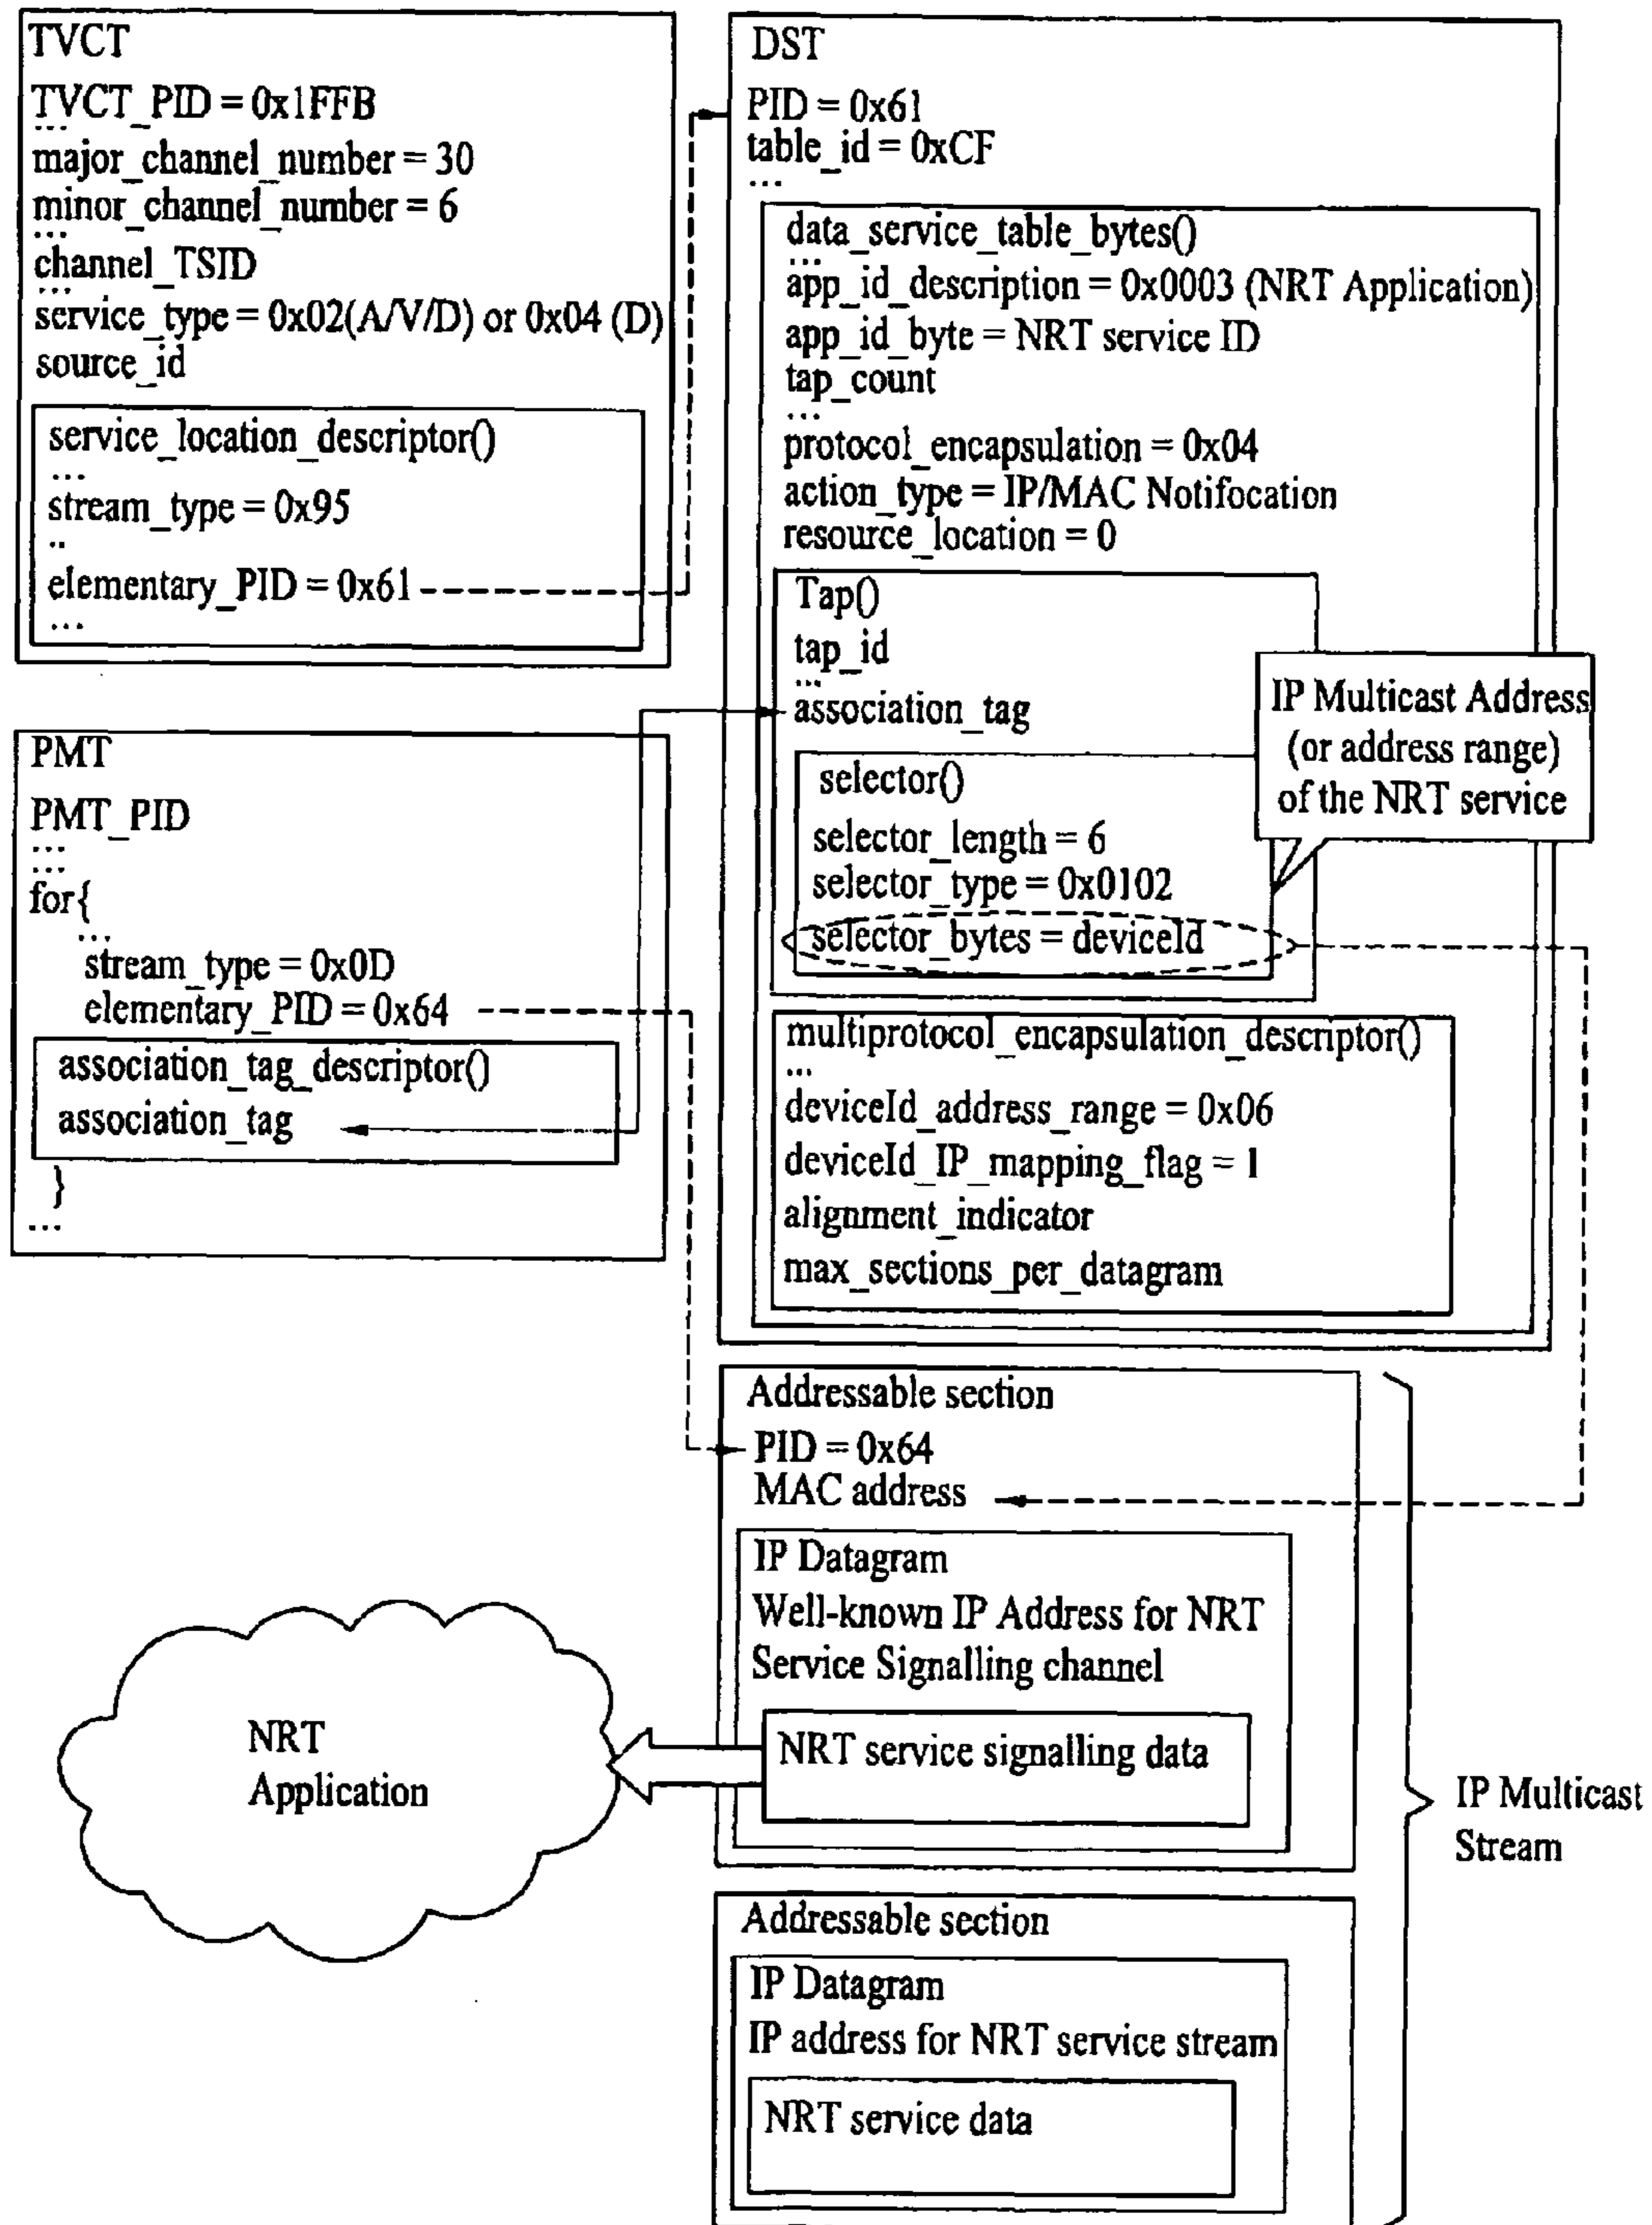 TVCT
TVCT_PID = 0x1FFB
...
major_channel_number = 30
minor_channel_number = 6
...
channel_TSID
...
service_type = 0x02(A/V/D) or 0x04 (D)
source_id
service_location_descriptor()
...
stream_type = 0x95
..
elementary_PID = 0x61
...
PMT
PMT_PID
...
...
for{
...
stream_type = 0x0D
elementary_PID = 0x64
association_tag_descriptor()
association_tag
}
...
DST
PID = 0x61
table_id = 0xCF
...
data_service_table_bytes()
...
app_id_description = 0x0003 (NRT Application)
app_id_byte = NRT service ID
tap_count
...
protocol_encapsulation = 0x04
action_type = IP/MAC Notifocation
resource_location = 0
Tap()
tap_id
...
association_tag
selector()
selector_length = 6
selector_type = 0x0102
selector_bytes = deviceId
IP Multicast Address
(or address range)
of the NRT service
multiprotocol_encapsulation_descriptor()
...
deviceId_address_range = 0x06
deviceId_IP_mapping_flag = 1
alignment_indicator
max_sections_per_datagram
Addressable section
PID = 0x64
MAC address
IP Datagram
Well-known IP Address for NRT
Service Signalling channel
NRT service signalling data
NRT
Application
IP Multicast
Stream
Addressable section
IP Datagram
IP address for NRT service stream
NRT service data